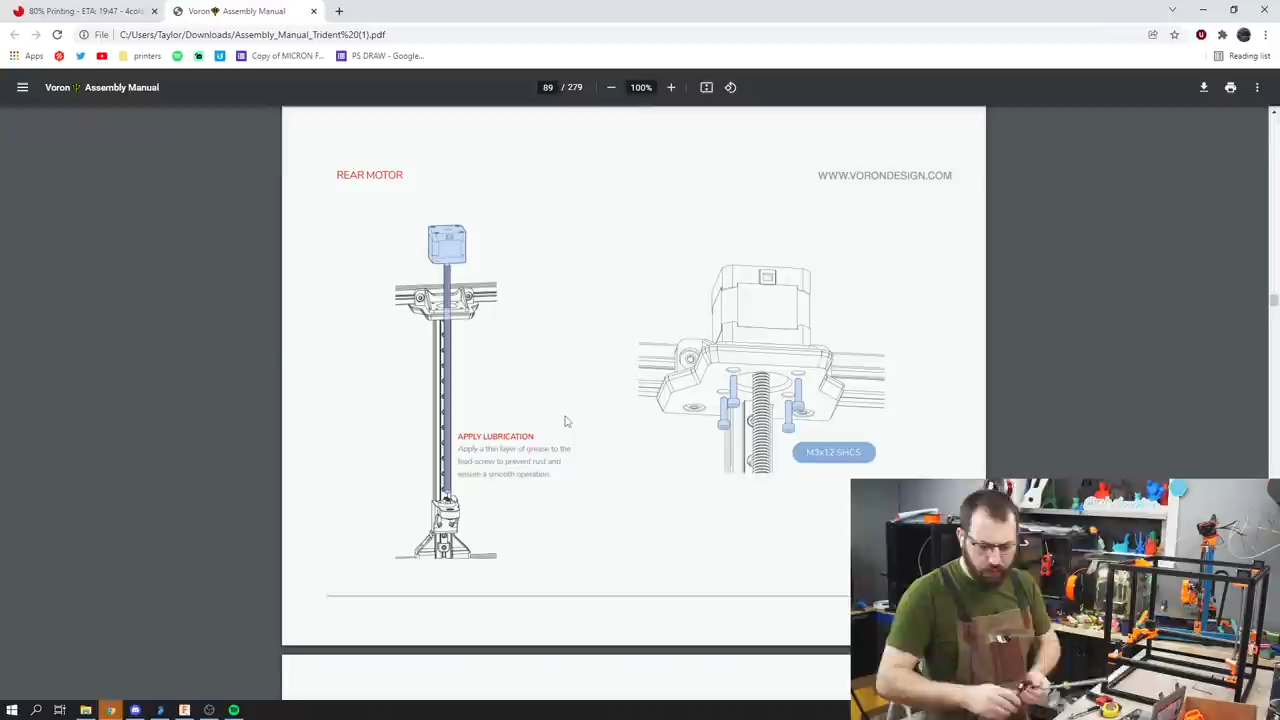 80% Printing - ETA: 19:47 - 4colo
Voron Assembly Manual
File
C:/Users/Taylor/Downloads/Assembly_Manual_Trident%20(1).pdf
Apps
printers
Copy of MICRON F...
PS DRAW - Google...
Reading list
Voron Assembly Manual
89 / 279
100%
REAR MOTOR
WWW.VORONDESIGN.COM
APPLY LUBRICATION
Apply a thin layer of grease to the
lead-screw to prevent rust and
ensure a smooth operation.
M3x12 SHCS